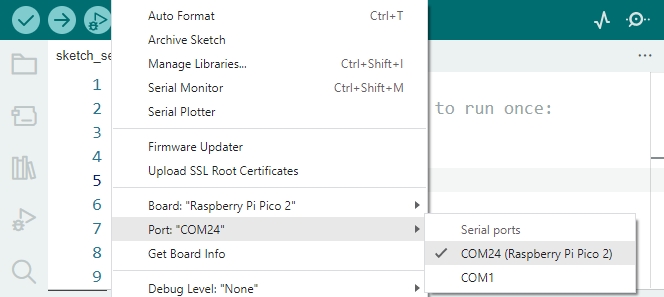 Auto Format Ctrl+T
Archive Sketch
sketch_se
Manage Libraries... Ctrl+Shift+I
1
Serial Monitor Ctrl+Shift+M
2
Serial Plotter
to run once:
3
4
Firmware Updater
Upload SSL Root Certificates
5
6
Board: "Raspberry Pi Pico 2"
7
Port: "COM24"
Serial ports
8
Get Board Info
COM24 (Raspberry Pi Pico 2)
9
Debug Level: "None"
COM1